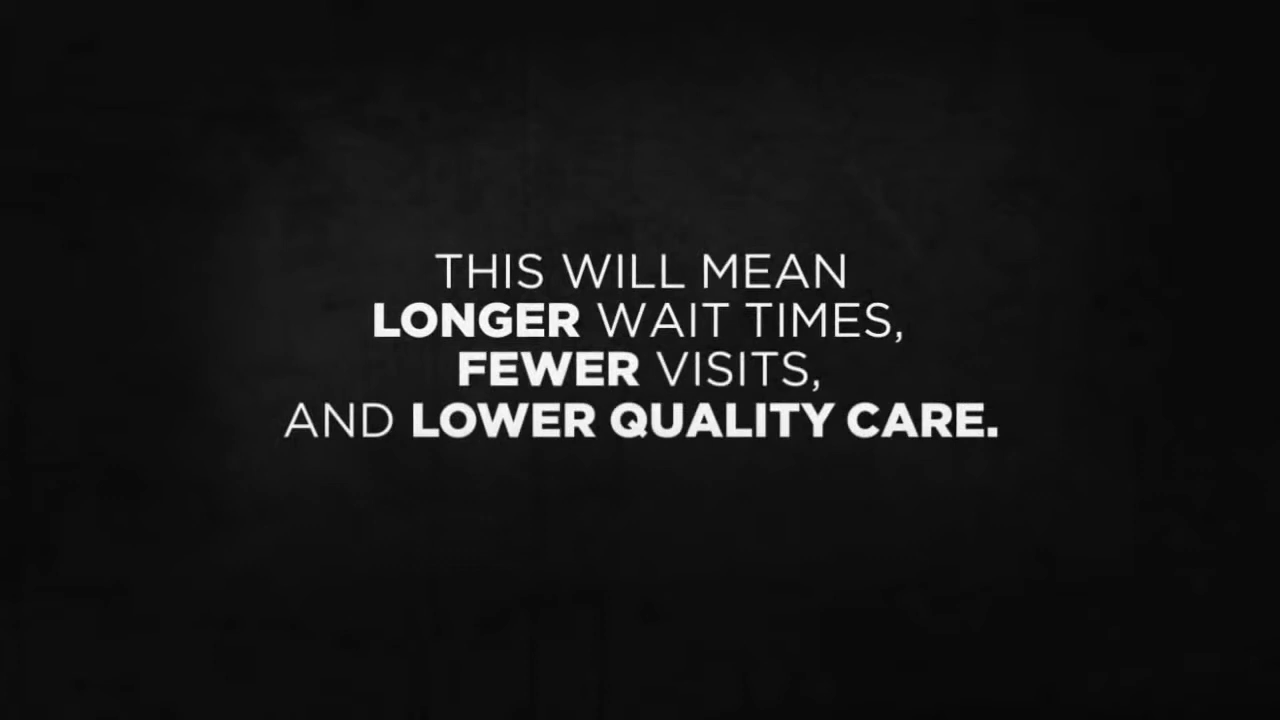 THIS WILL MEAN
LONGER WAIT TIMES,
FEWER VISITS,
AND LOWER QUALITY CARE.